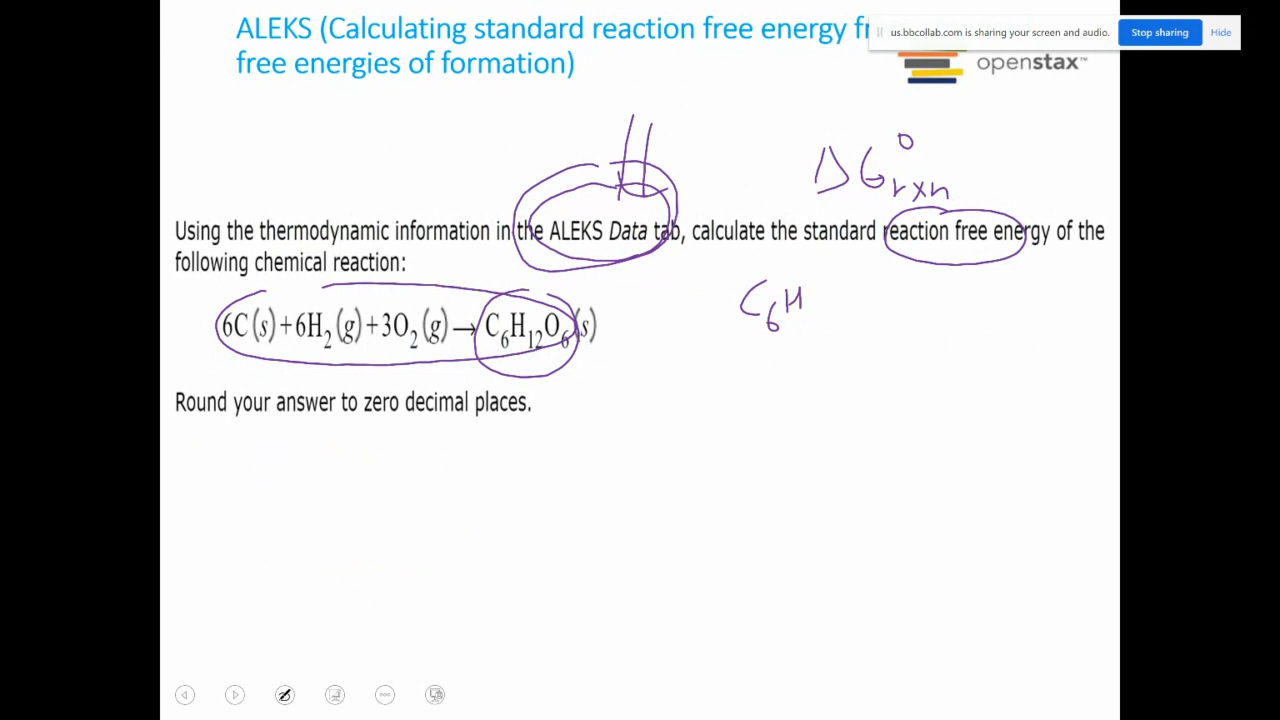 ALEKS (Calculating standard reaction free energy f
us.bbcollab.com is sharing your screen and audio. Stop sharing Hide
free energies of formation)
openstax™
ΔG°rxn
Using the thermodynamic information in the ALEKS Data tab, calculate the standard reaction free energy of the
following chemical reaction:
C₆H
6C(s)+6H₂(g)+3O₂(g)→C₆H₁₂O₆(s)
Round your answer to zero decimal places.